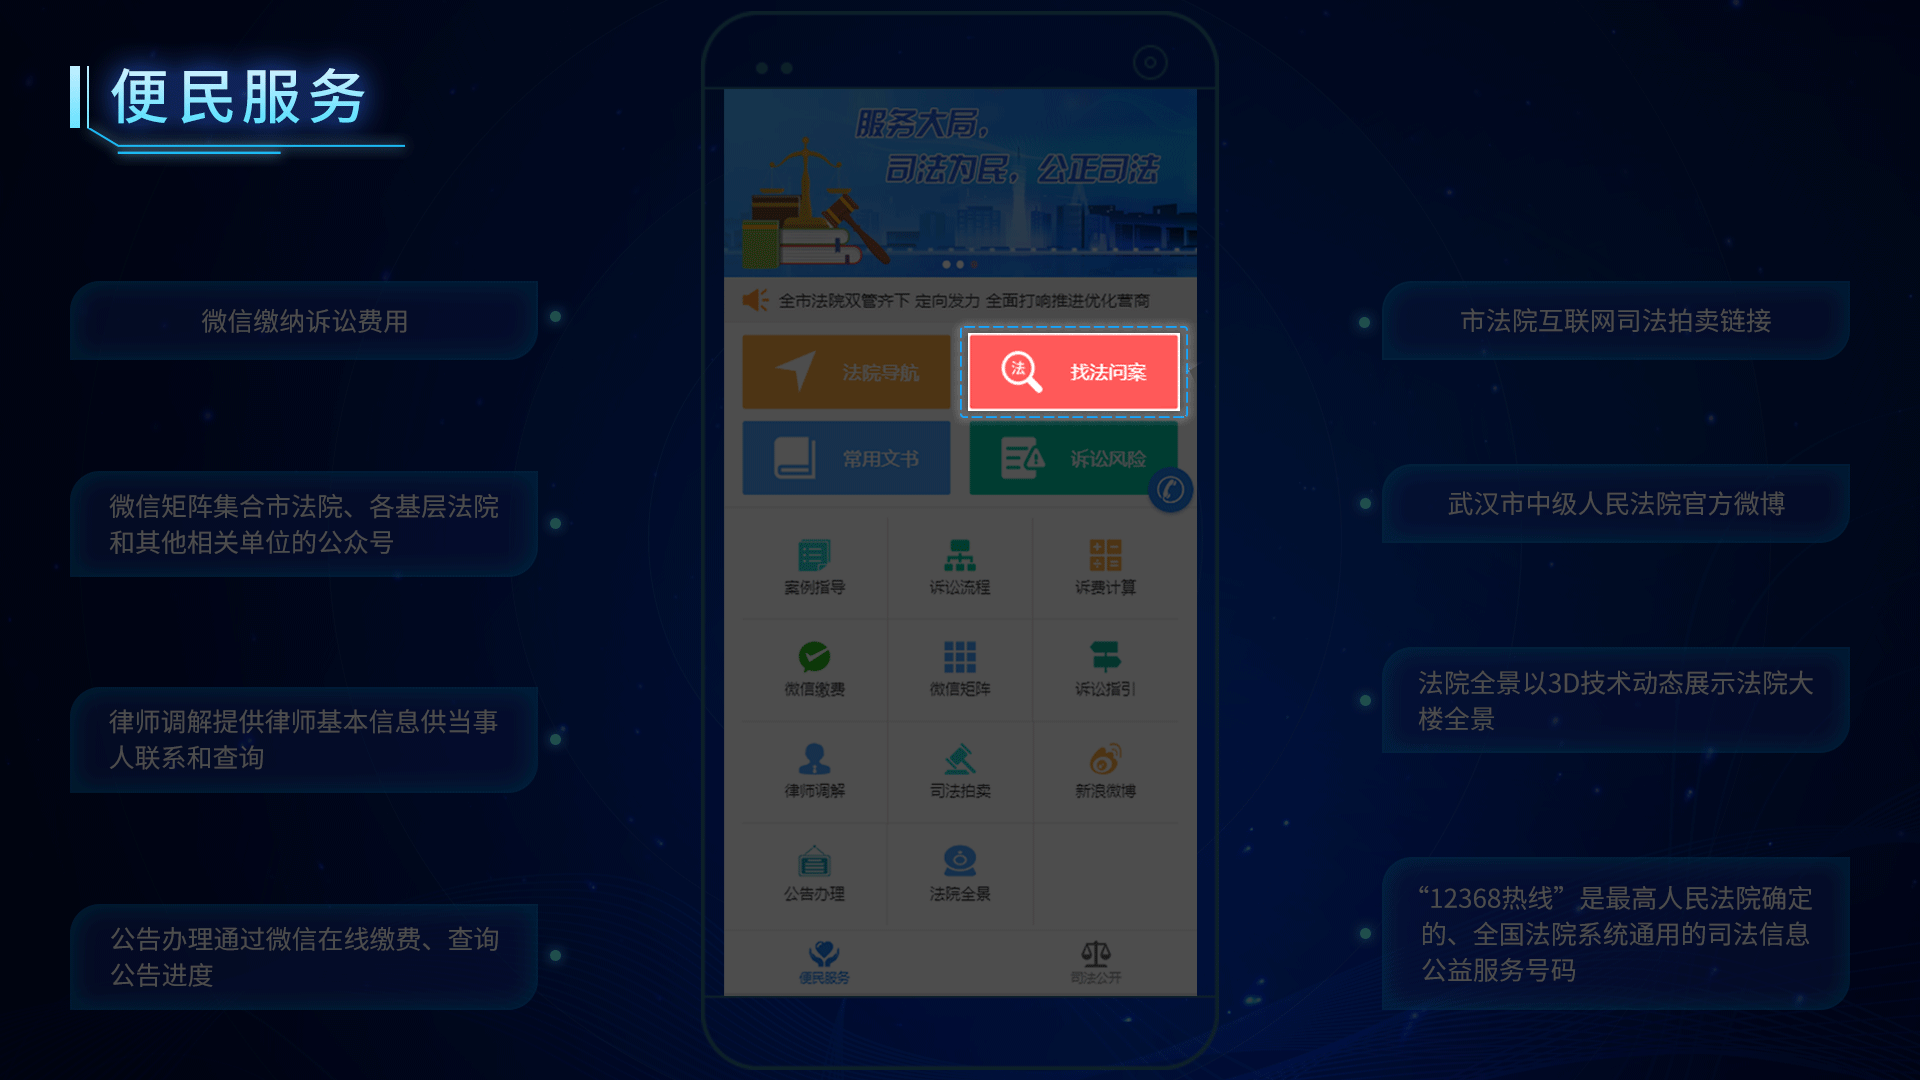 便民服务
微信缴纳诉讼费用
微信矩阵集合市法院、各基层法院
和其他相关单位的公众号
律师调解提供律师基本信息供当事
人联系和查询
公告办理通过微信在线缴费、查询
公告进度
服务大局，
司法为民，公正司法
全市法院双管齐下 定向发力 全面打响推进优化营商
法院导航
法
找法问案
常用文书
诉讼风险
案例指导
诉讼流程
诉费计算
微信缴费
微信矩阵
诉讼指引
律师调解
司法拍卖
新浪微博
公告办理
法院全景
便民服务
司法公开
市法院互联网司法拍卖链接
武汉市中级人民法院官方微博
法院全景以3D技术动态展示法院大
楼全景
“12368热线”是最高人民法院确定
的、全国法院系统通用的司法信息
公益服务号码